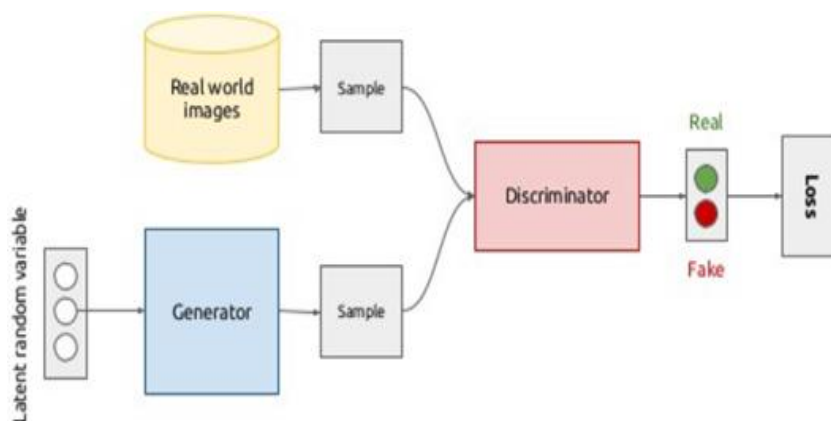 Real world
images
Sample
Real
Discriminator
Loss
Fake
Latent random variable
Generator
Sample